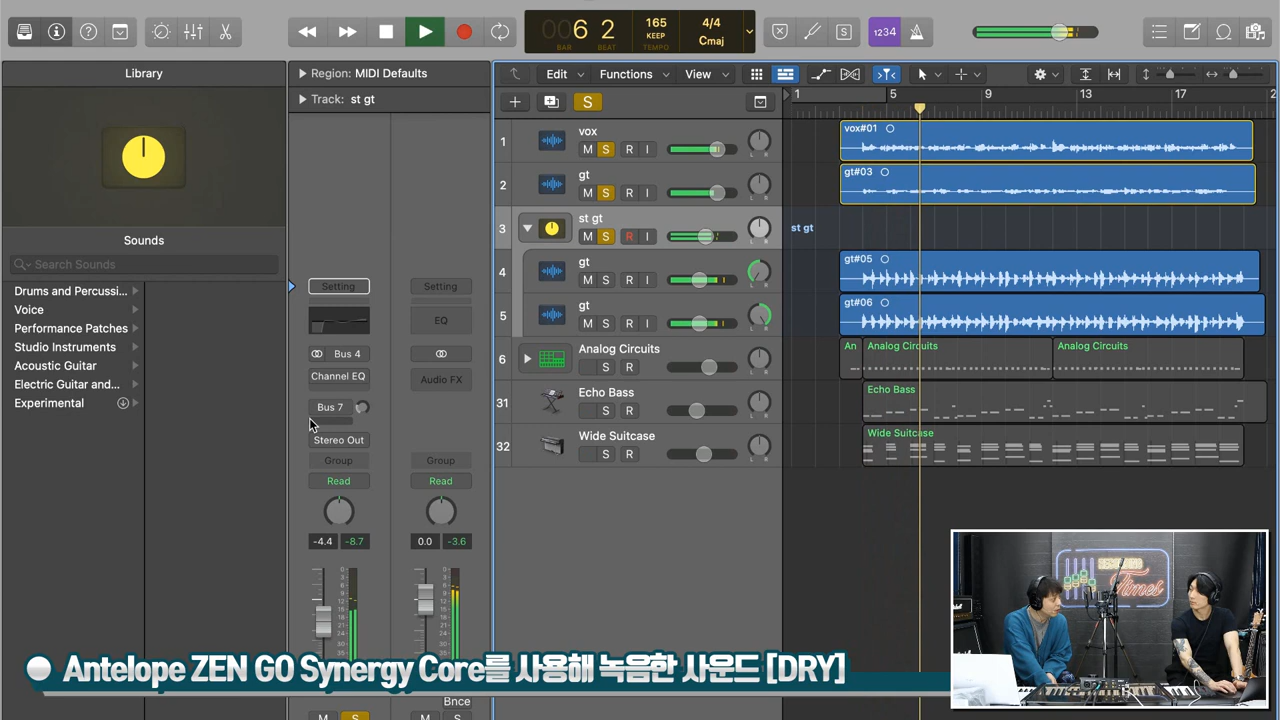 6 2
BAR BEAT
165
KEEP
TEMPO
4/4
Cmaj
1234
Library
Sounds
Search Sounds
Drums and Percussi...
Voice
Performance Patches
Studio Instruments
Acoustic Guitar
Electric Guitar and...
Experimental
Region: MIDI Defaults
Track: st gt
Setting
Setting
EQ
Bus 4
Channel EQ
Audio FX
Bus 7
Stereo Out
Group
Group
Read
Read
-4.4 -8.7
0.0 -3.6
Bnce
M S
M S
Edit Functions View
S
1 5 9 13 17 2
1 vox
M S R I
2 gt
M S R I
3 st gt
M S R I
4 gt
M S R I
5 gt
M S R I
6 Analog Circuits
S R
31 Echo Bass
S R
32 Wide Suitcase
S R
vox#01
gt#03
st gt
gt#05
gt#06
An Analog Circuits Analog Circuits
Echo Bass
Wide Suitcase
RECORDING
Times
Antelope ZEN GO Synergy Core를 사용해 녹음한 사운드 [DRY]